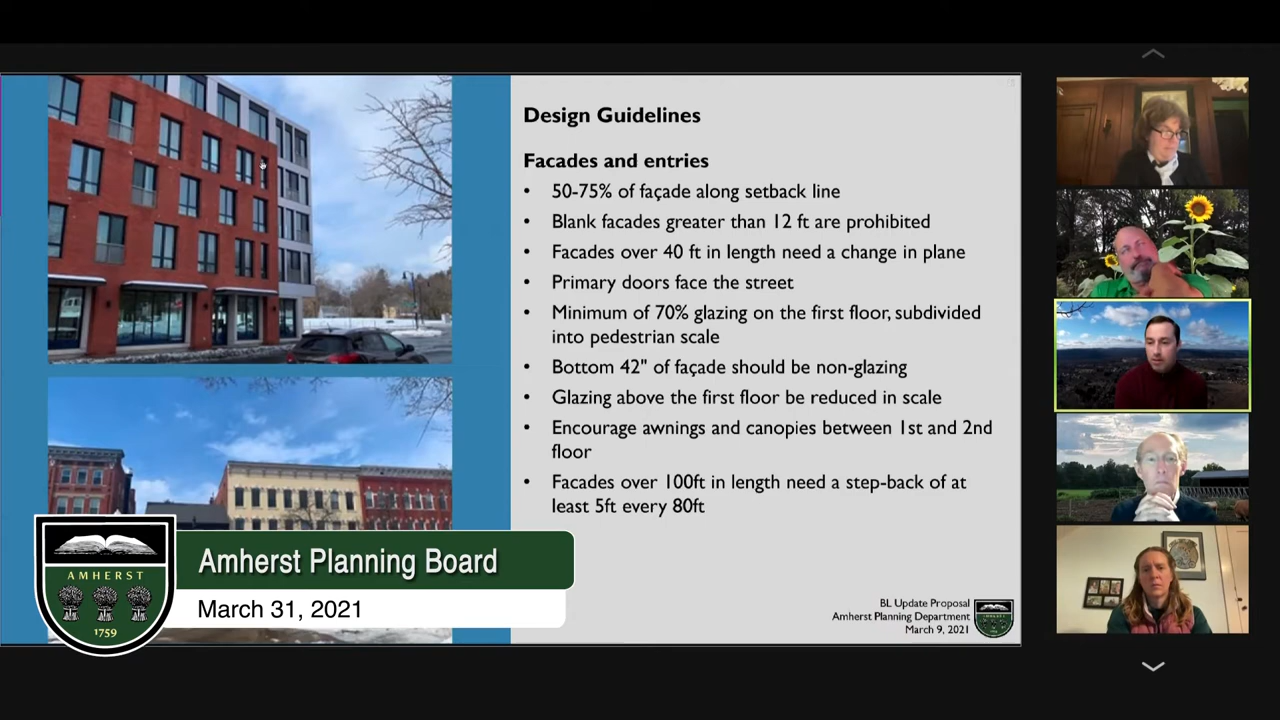 Design Guidelines
Facades and entries
• 50-75% of façade along setback line
• Blank facades greater than 12 ft are prohibited
• Facades over 40 ft in length need a change in plane
• Primary doors face the street
• Minimum of 70% glazing on the first floor, subdivided
into pedestrian scale
• Bottom 42" of façade should be non-glazing
• Glazing above the first floor be reduced in scale
• Encourage awnings and canopies between 1st and 2nd
floor
• Facades over 100ft in length need a step-back of at
least 5ft every 80ft
BL Update Proposal
Amherst Planning Department
March 9, 2021
AMHERST
1759
Amherst Planning Board
March 31, 2021